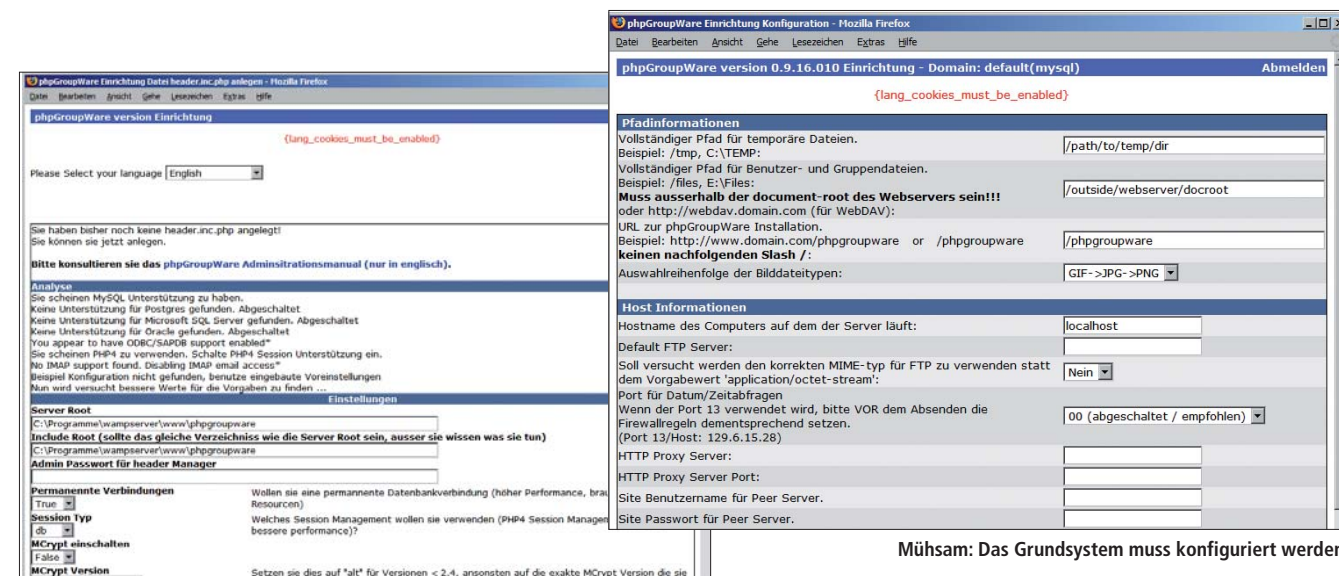 phpGroupWare Einrichtung Datei header.inc.php anlegen - Mozilla Firefox
Datei Bearbeiten Ansicht Gehe Lesezeichen Extras Hilfe
phpGroupWare version Einrichtung
{lang_cookies_must_be_enabled}
Please Select your language English
Sie haben bisher noch keine header.inc.php angelegt!
Sie können sie jetzt anlegen.
Bitte konsultieren sie das phpGroupWare Adminsitrationsmanual (nur in englisch).
Analyse
Sie scheinen MySQL Unterstützung zu haben.
Keine Unterstützung für Postgres gefunden. Abgeschaltet
Keine Unterstützung für Microsoft SQL Server gefunden. Abgeschaltet
Keine Unterstützung für Oracle gefunden. Abgeschaltet
You appear to have ODBC/SAPDB support enabled*
Sie scheinen PHP4 zu verwenden. Schalte PHP4 Session Unterstützung ein.
No IMAP support found. Disabling IMAP email access*
Beispiel Konfiguration nicht gefunden, benutze eingebaute Voreinstellungen
Nun wird versucht bessere Werte für die Vorgaben zu finden ...
Einstellungen
Server Root
C:\Programme\wampserver\www\phpgroupware
Include Root (sollte das gleiche Verzeichniss wie die Server Root sein, ausser sie wissen was sie tun)
C:\Programme\wampserver\www\phpgroupware
Admin Passwort für header Manager
Permanennte Verbindungen
Wollen sie eine permannente Datenbankverbindung (höher Performance, brau
True
Resourcen)
Session Typ
Welches Session Management wollen sie verwenden (PHP4 Session Managem
db
bessere performance)?
MCrypt einschalten
False
MCrypt Version
Setzen sie dies auf "alt" für Versionen < 2.4, ansonsten auf die exakte MCrypt Version die sie
phpGroupWare Einrichtung Konfiguration - Mozilla Firefox
Datei Bearbeiten Ansicht Gehe Lesezeichen Extras Hilfe
phpGroupWare version 0.9.16.010 Einrichtung - Domain: default(mysql) Abmelden
{lang_cookies_must_be_enabled}
Pfadinformationen
Vollständiger Pfad für temporäre Dateien.
Beispiel: /tmp, C:\TEMP:
/path/to/temp/dir
Vollständiger Pfad für Benutzer- und Gruppendateien.
Beispiel: /files, E:\Files:
Muss ausserhalb der document-root des Webservers sein!!!
oder http://webdav.domain.com (für WebDAV):
/outside/webserver/docroot
URL zur phpGroupWare Installation.
Beispiel: http://www.domain.com/phpgroupware or /phpgroupware
keinen nachfolgenden Slash /:
/phpgroupware
Auswahlreihenfolge der Bilddateitypen: GIF->JPG->PNG
Host Informationen
Hostname des Computers auf dem der Server läuft: localhost
Default FTP Server:
Soll versucht werden den korrekten MIME-typ für FTP zu verwenden statt
dem Vorgabewert 'application/octet-stream':
Nein
Port für Datum/Zeitabfragen
Wenn der Port 13 verwendet wird, bitte VOR dem Absenden die
Firewallregeln dementsprechend setzen.
(Port 13/Host: 129.6.15.28)
00 (abgeschaltet / empfohlen)
HTTP Proxy Server:
HTTP Proxy Server Port:
Site Benutzername für Peer Server.
Site Passwort für Peer Server.
Mühsam: Das Grundsystem muss konfiguriert werden